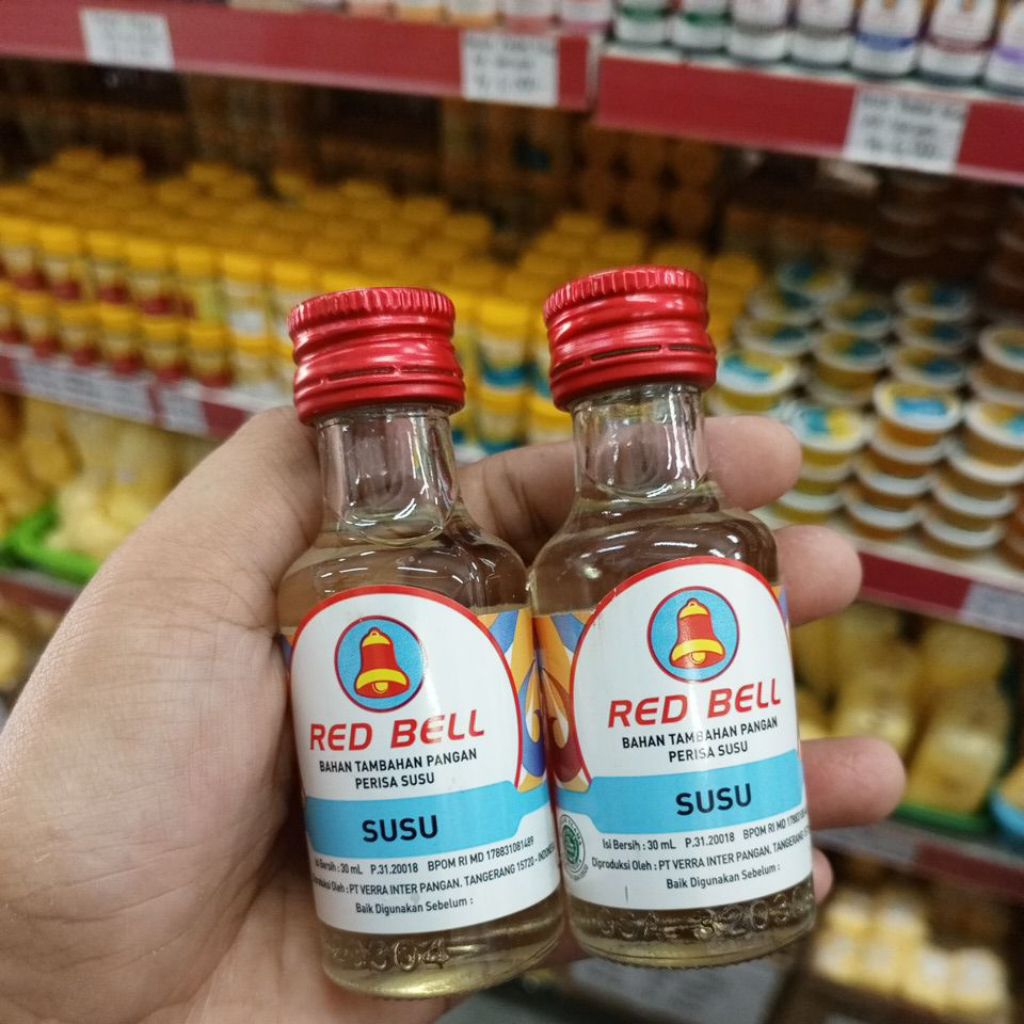 RED BELL
BAHAN TAMBAHAN PANGAN
PERISA SUSU
SUSU
Isi Bersih : 30 mL P.31.20018 BPOM RI MD 178831081489
Diproduksi Oleh : PT VERRA INTER PANGAN. TANGERANG 15720 - INDONESIA
Baik Digunakan Sebelum :
RED BELL
BAHAN TAMBAHAN PANGAN
PERISA SUSU
SUSU
Isi Bersih : 30 mL P.31.20018 BPOM RI MD 1788310814
Diproduksi Oleh : PT VERRA INTER PANGAN. TANGERANG
Baik Digunakan Sebelum :